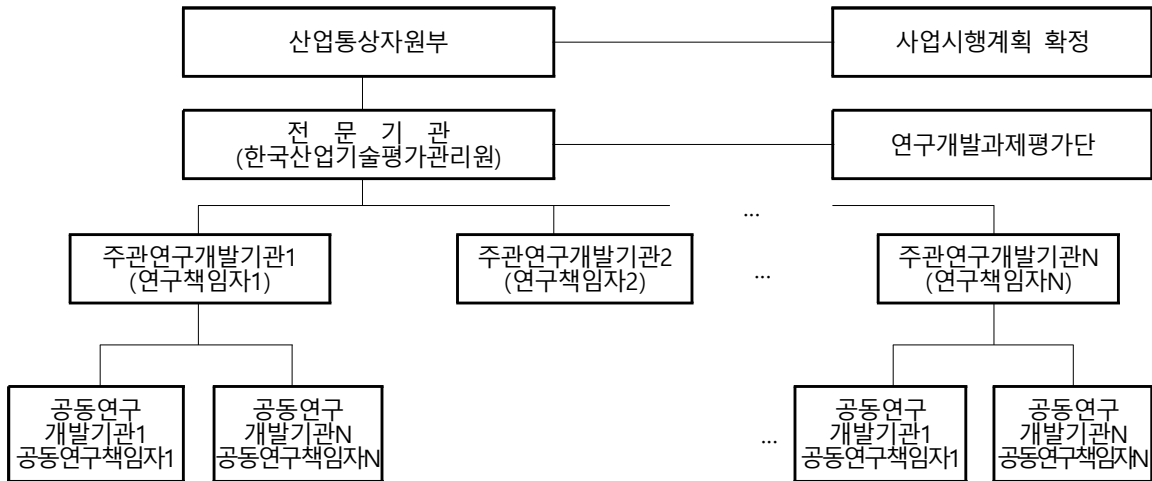 산업통상자원부
사업시행계획 확정
전 문 기 관
(한국산업기술평가관리원)
연구개발과제평가단
...
주관연구개발기관1
(연구책임자1)
주관연구개발기관2
(연구책임자2)
...
주관연구개발기관N
(연구책임자N)
공동연구
개발기관1
공동연구책임자1
공동연구
개발기관N
공동연구책임자N
...
공동연구
개발기관1
공동연구책임자1
공동연구
개발기관N
공동연구책임자N